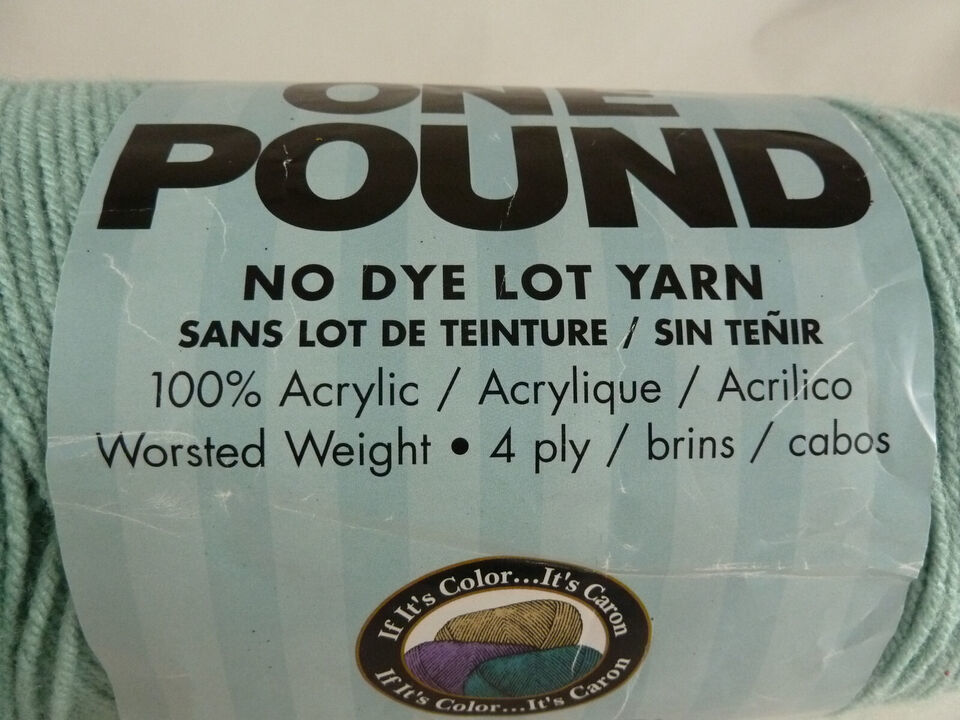 ONE
POUND
NO DYE LOT YARN
SANS LOT DE TEINTURE / SIN TEÑIR
100% Acrylic / Acrylique / Acrilico
Worsted Weight • 4 ply / brins / cabos
If It's Color...It's Caron
If It's Color...It's Caron